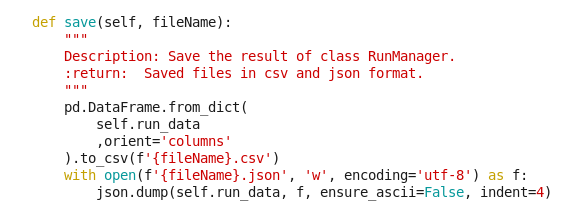 def save(self, fileName):
    """
    Description: Save the result of class RunManager.
    :return:  Saved files in csv and json format.
    """
    pd.DataFrame.from_dict(
        self.run_data
        ,orient='columns'
    ).to_csv(f'{fileName}.csv')
    with open(f'{fileName}.json', 'w', encoding='utf-8') as f:
        json.dump(self.run_data, f, ensure_ascii=False, indent=4)